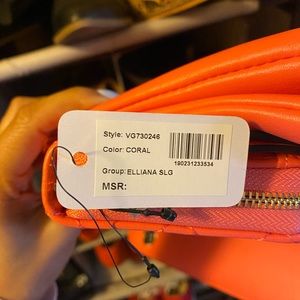 Style: VG730246
Color: CORAL
190231233534
Group: ELLIANA SLG
MSR: